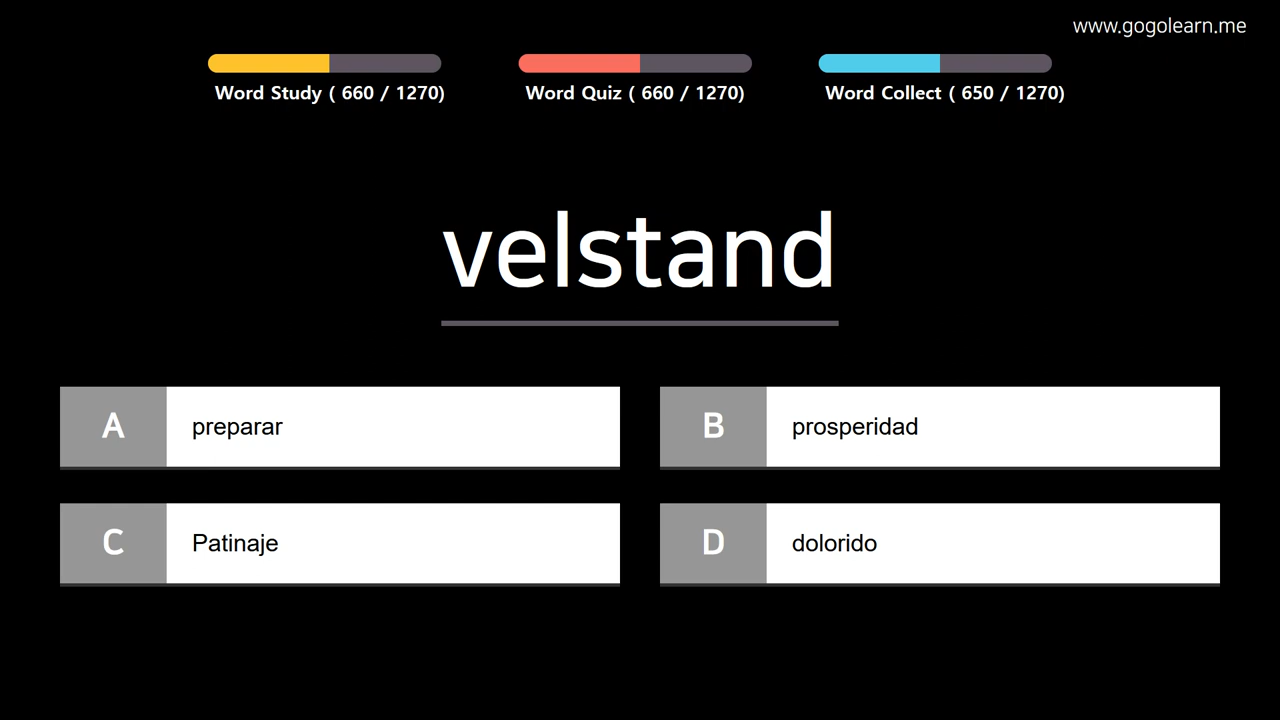 www.gogolearn.me
Word Study ( 660 / 1270)
Word Quiz ( 660 / 1270)
Word Collect ( 650 / 1270)
velstand
A preparar
B prosperidad
C Patinaje
D dolorido